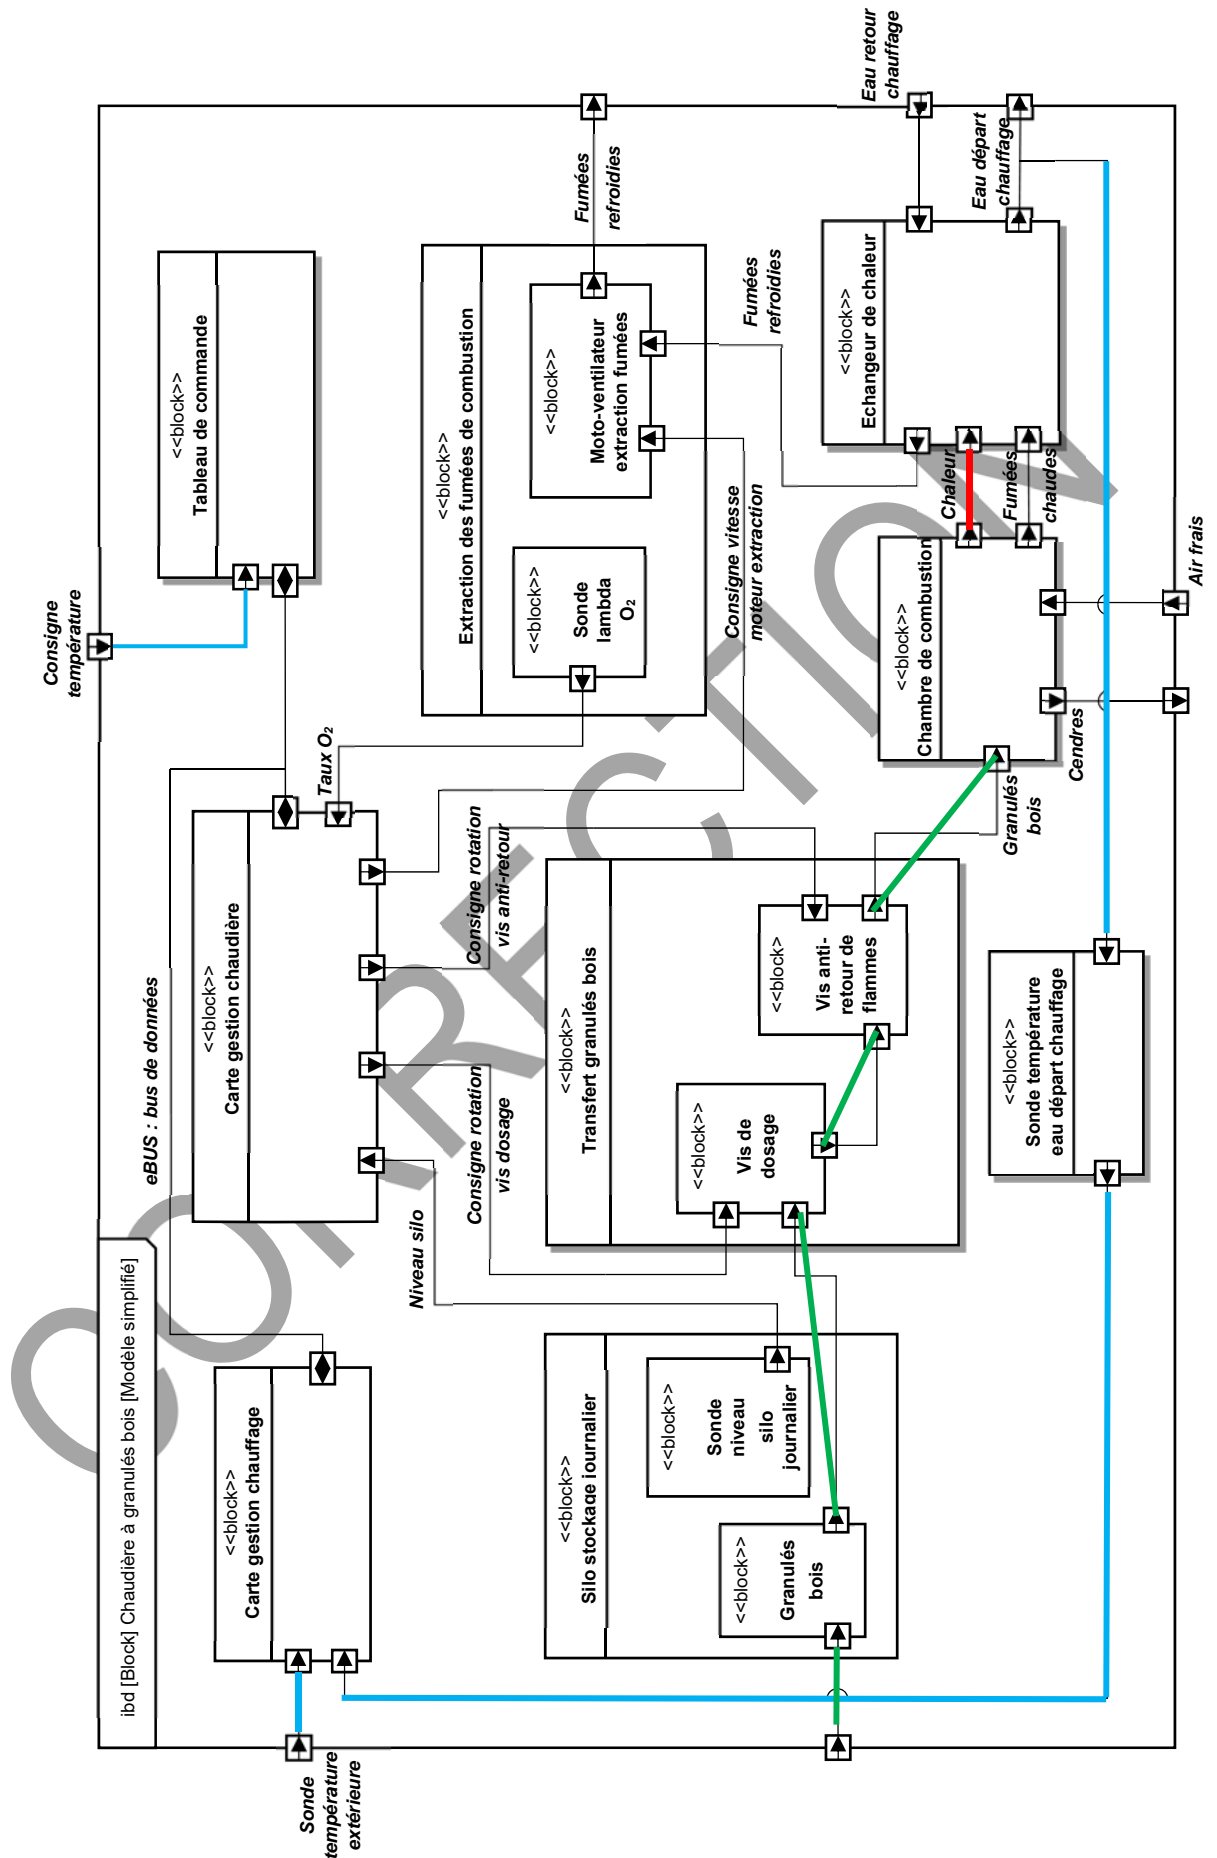 ibd [Block] Chaudière à granulés bois [Modèle simplifié]
Sonde
température
extérieure
<<block>>
Carte gestion chauffage
eBUS : bus de données
<<block>>
Carte gestion chaudière
Consigne
température
<<block>>
Tableau de commande
Taux O₂
Niveau silo
Consigne rotation
vis dosage
Consigne rotation
vis anti-retour
Consigne vitesse
moteur extraction
<<block>>
Extraction des fumées de combustion
<<block>>
Sonde
lambda
O₂
<<block>>
Moto-ventilateur
extraction fumées
Fumées
refroidies
Fumées
refroidies
<<block>>
Silo stockage journalier
<<block>>
Sonde
niveau
silo
journalier
<<block>>
Granulés
bois
<<block>>
Transfert granulés bois
<<block>>
Vis de
dosage
<<block>
Vis anti-
retour de
flammes
Granulés
bois
<<block>>
Chambre de combustion
Cendres
Air frais
Chaleur
Fumées
chaudes
<<block>>
Echangeur de chaleur
Eau retour
chauffage
Eau départ
chauffage
<<block>>
Sonde température
eau départ chauffage
CORRECTION